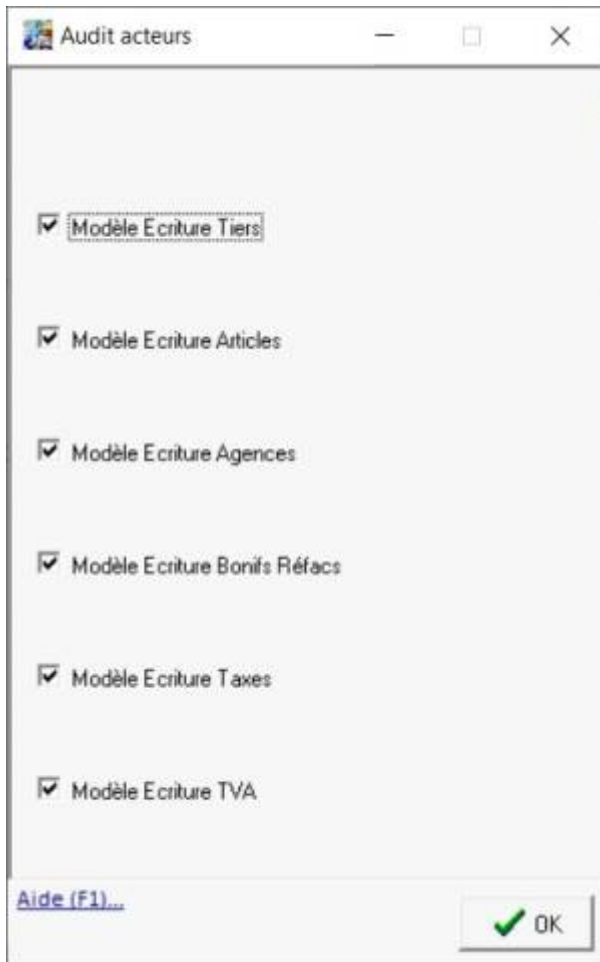 Audit acteurs
Modèle Ecriture Tiers
Modèle Ecriture Articles
Modèle Ecriture Agences
Modèle Ecriture Bonifs Réfacs
Modèle Ecriture Taxes
Modèle Ecriture TVA
Aide (F1)...
OK